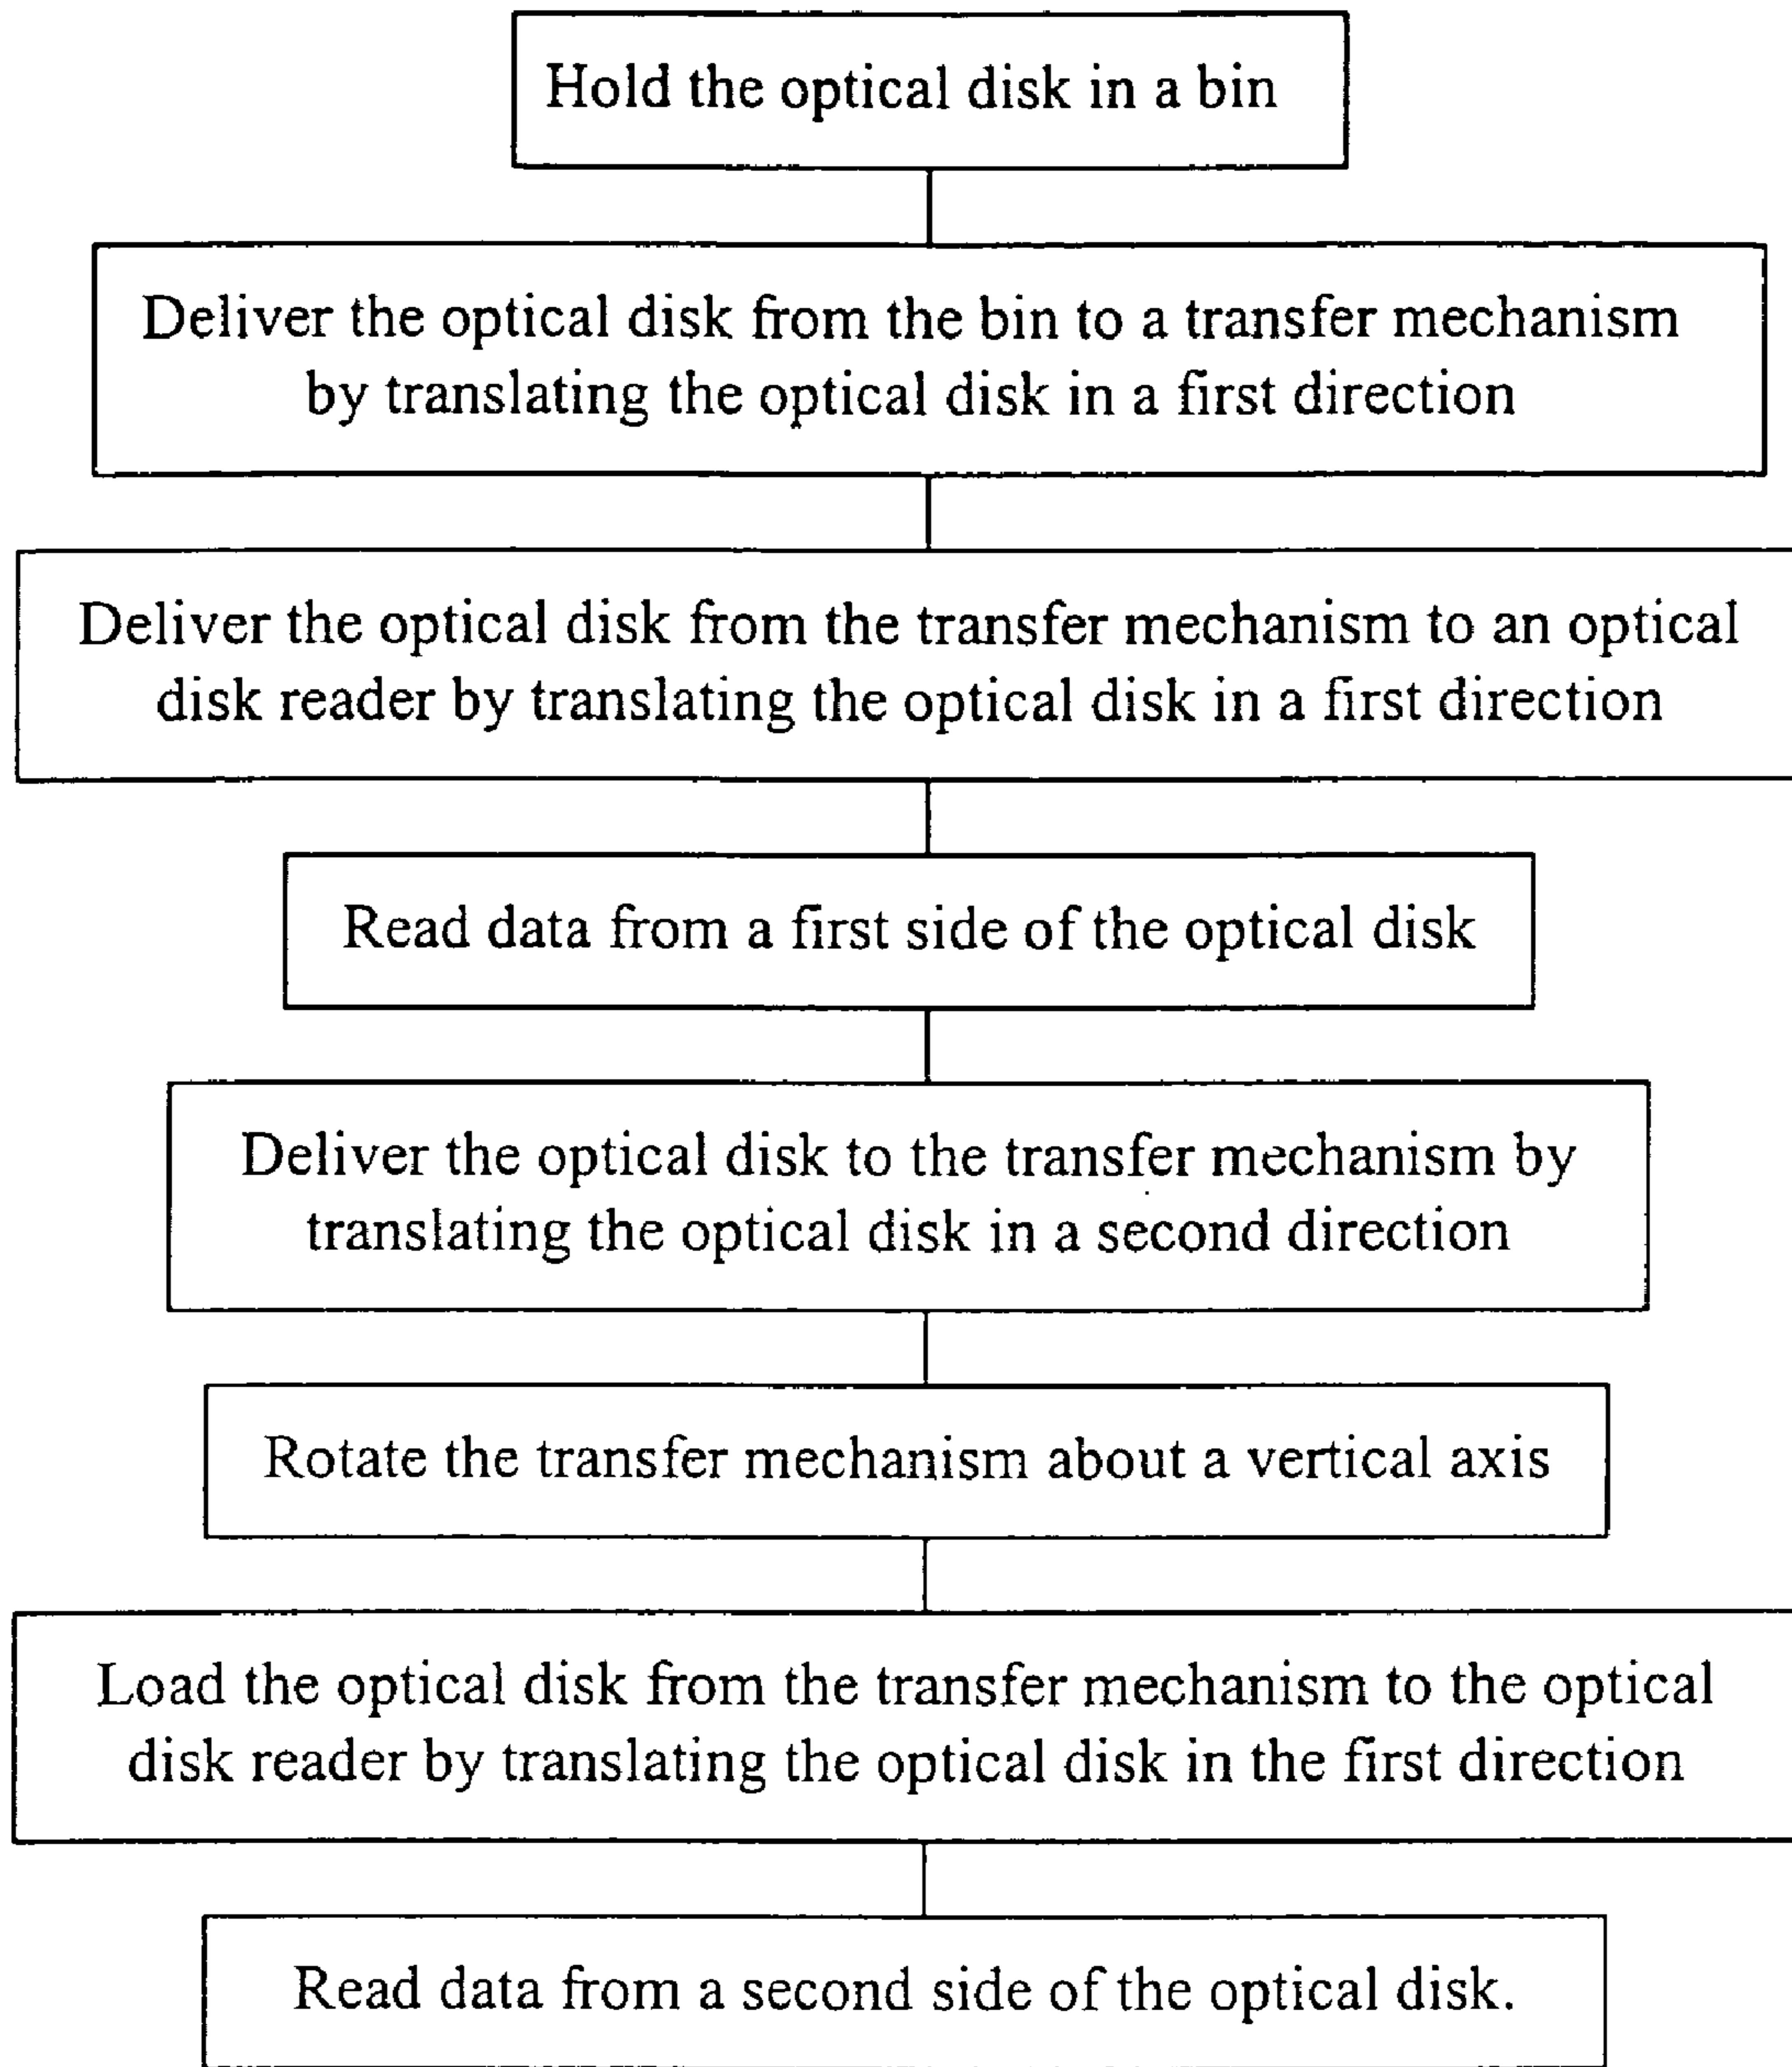 Hold the optical disk in a bin
Deliver the optical disk from the bin to a transfer mechanism
by translating the optical disk in a first direction
Deliver the optical disk from the transfer mechanism to an optical
disk reader by translating the optical disk in a first direction
Read data from a first side of the optical disk
Deliver the optical disk to the transfer mechanism by
translating the optical disk in a second direction
Rotate the transfer mechanism about a vertical axis
Load the optical disk from the transfer mechanism to the optical
disk reader by translating the optical disk in the first direction
Read data from a second side of the optical disk.